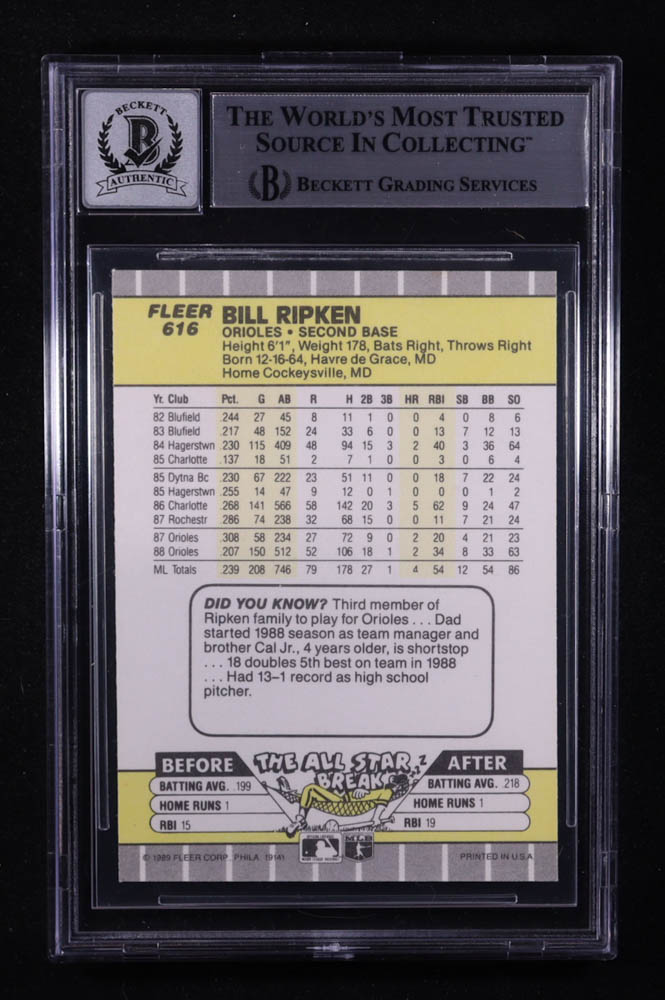 BECKETT
B
AUTHENTIC
THE WORLD'S MOST TRUSTED
SOURCE IN COLLECTING™
B BECKETT GRADING SERVICES
FLEER
616
BILL RIPKEN
ORIOLES • SECOND BASE
Height 6'1", Weight 178, Bats Right, Throws Right
Born 12-16-64, Havre de Grace, MD
Home Cockeysville, MD
Yr. Club Pct. G AB R H 2B 3B HR RBI SB BB SO
82 Blufield .244 27 45 8 11 1 0 0 4 0 8 6
83 Blufield .217 48 152 24 33 6 0 0 13 7 12 13
84 Hagerstwn .230 115 409 48 94 15 3 2 40 3 36 64
85 Charlotte .137 18 51 2 7 1 0 0 3 0 6 4
85 Dytna Bc .230 67 222 23 51 11 0 0 18 7 22 24
85 Hagerstwn .255 14 47 9 12 0 1 0 0 0 1 2
86 Charlotte .268 141 566 58 142 20 3 5 62 9 24 47
87 Rochestr .286 74 238 32 68 15 0 0 11 7 21 24
87 Orioles .308 58 234 27 72 9 0 2 20 4 21 23
88 Orioles .207 150 512 52 106 18 1 2 34 8 33 63
ML Totals .239 208 746 79 178 27 1 4 54 12 54 86
DID YOU KNOW? Third member of
Ripken family to play for Orioles . . . Dad
started 1988 season as team manager and
brother Cal Jr., 4 years older, is shortstop
. . . 18 doubles 5th best on team in 1988
. . . Had 13–1 record as high school
pitcher.
BEFORE THE ALL STAR BREAK AFTER
BATTING AVG. .199
HOME RUNS 1
RBI 15
BATTING AVG. .218
HOME RUNS 1
RBI 19
MLB
© 1989 FLEER CORP., PHILA. 19141
PRINTED IN U.S.A.